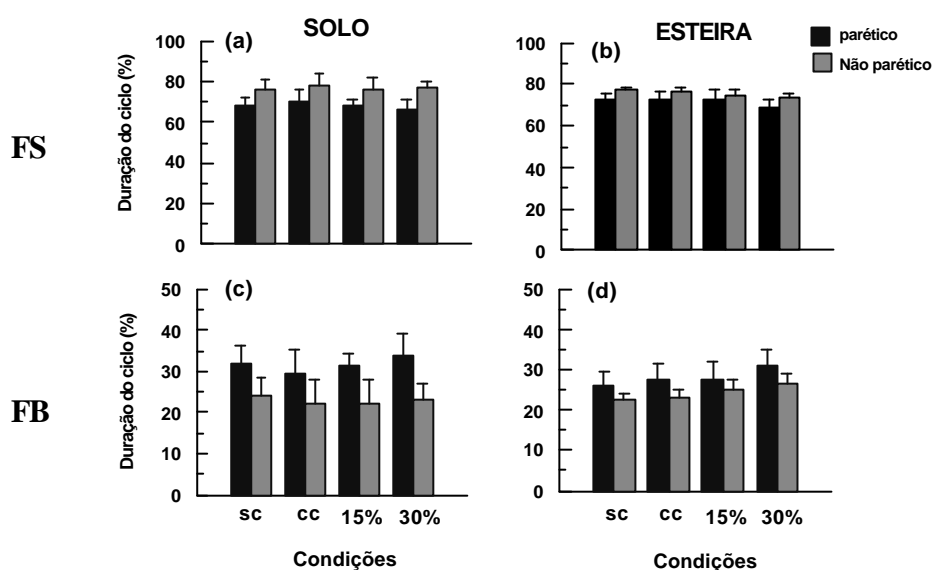 SOLO
ESTEIRA
parético
Não parético
FS
Duração do ciclo (%)
(a)
100
80
60
40
20
0
(b)
100
80
60
40
20
0
FB
Duração do ciclo (%)
(c)
50
40
30
20
10
0
(d)
50
40
30
20
10
0
sc cc 15% 30%
sc cc 15% 30%
Condições
Condições